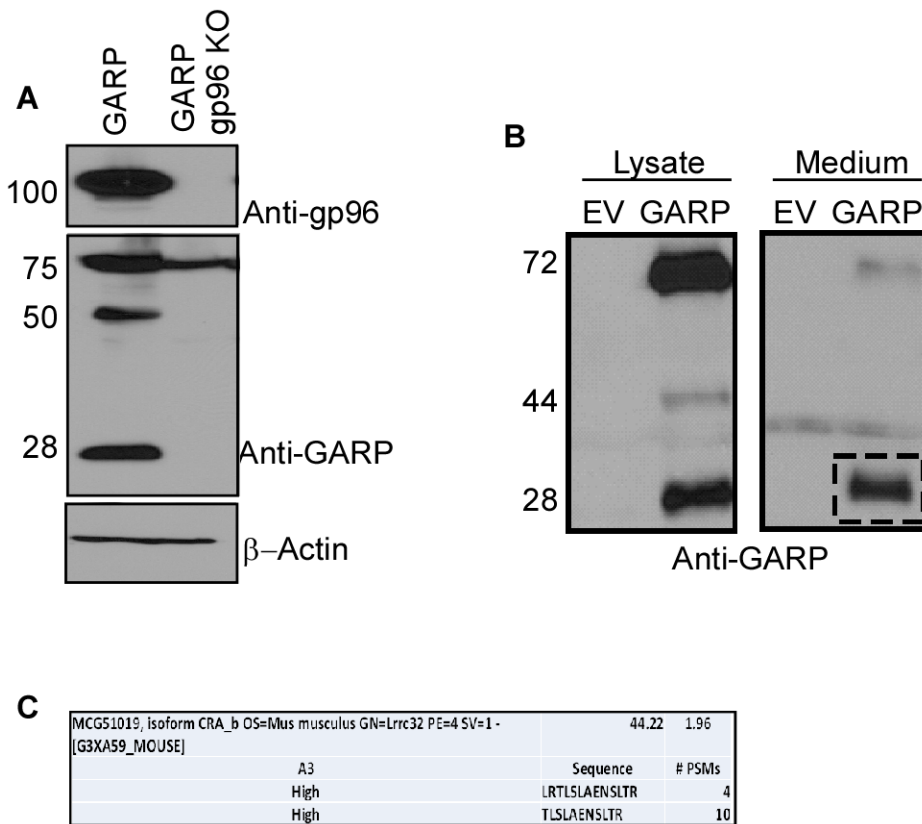 A
GARP
GARP
gp96 KO
100
Anti-gp96
75
50
28
Anti-GARP
β–Actin
B
Lysate Medium
EV GARP EV GARP
72
44
28
Anti-GARP
C
MCG51019, isoform CRA_b OS=Mus musculus GN=Lrrc32 PE=4 SV=1 - 44.22 1.96
[G3XA59_MOUSE]
A3 Sequence # PSMs
High LRTLSLAENSLTR 4
High TLSLAENSLTR 10